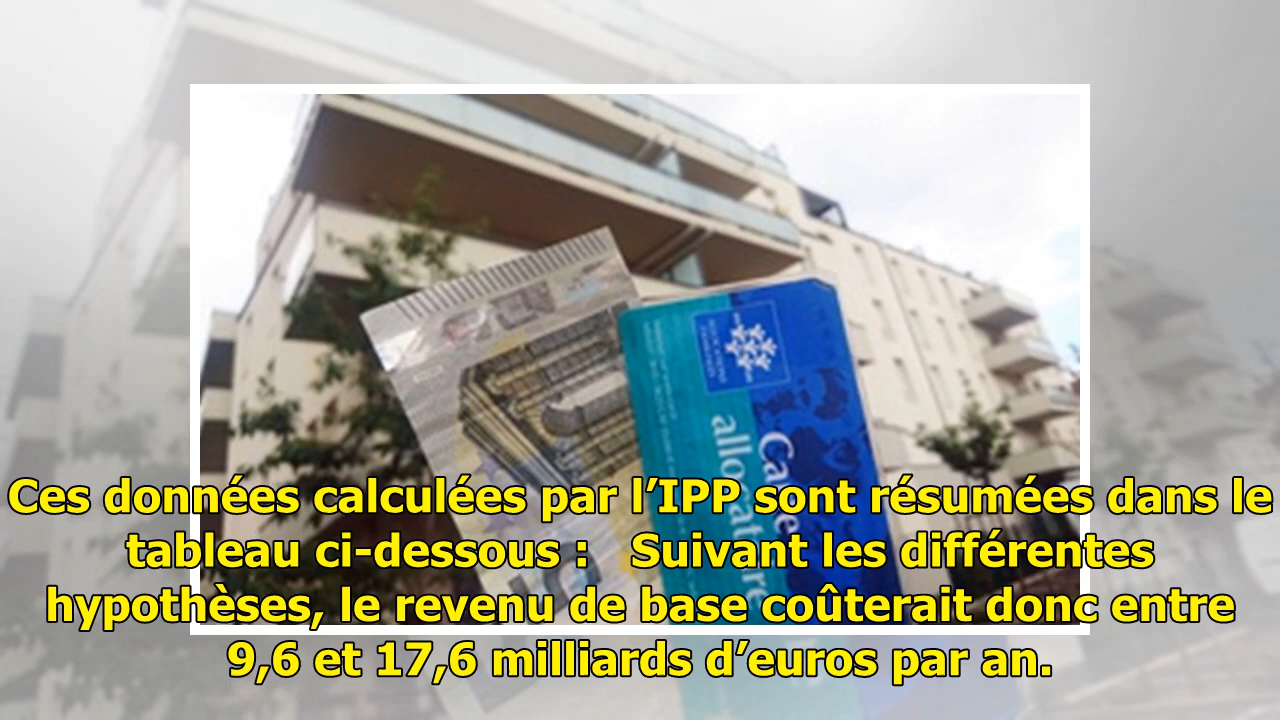 Ces données calculées par l’IPP sont résumées dans le
tableau ci-dessous :   Suivant les différentes
hypothèses, le revenu de base coûterait donc entre
9,6 et 17,6 milliards d’euros par an.